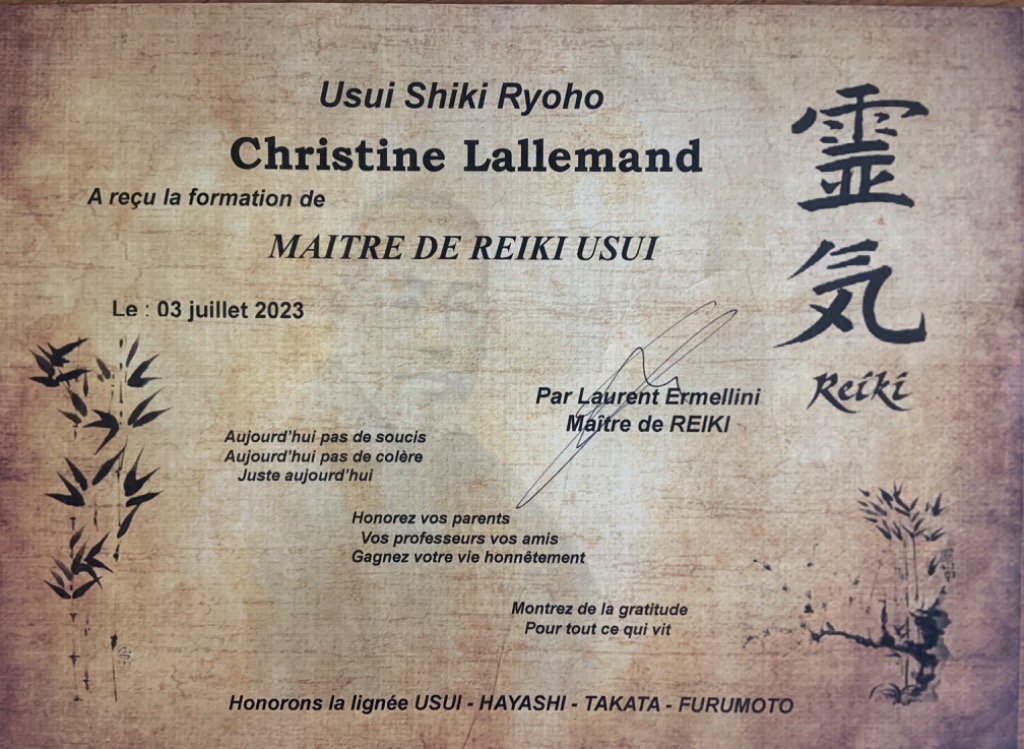 Usui Shiki Ryoho
Christine Lallemand
A reçu la formation de
MAITRE DE REIKI USUI
Le : 03 juillet 2023
靈
気
Reiki
Par Laurent Ermellini
Maître de REIKI
Aujourd'hui pas de soucis
Aujourd'hui pas de colère
Juste aujourd'hui
Honorez vos parents
Vos professeurs vos amis
Gagnez votre vie honnêtement
Montrez de la gratitude
Pour tout ce qui vit
Honorons la lignée USUI - HAYASHI - TAKATA - FURUMOTO